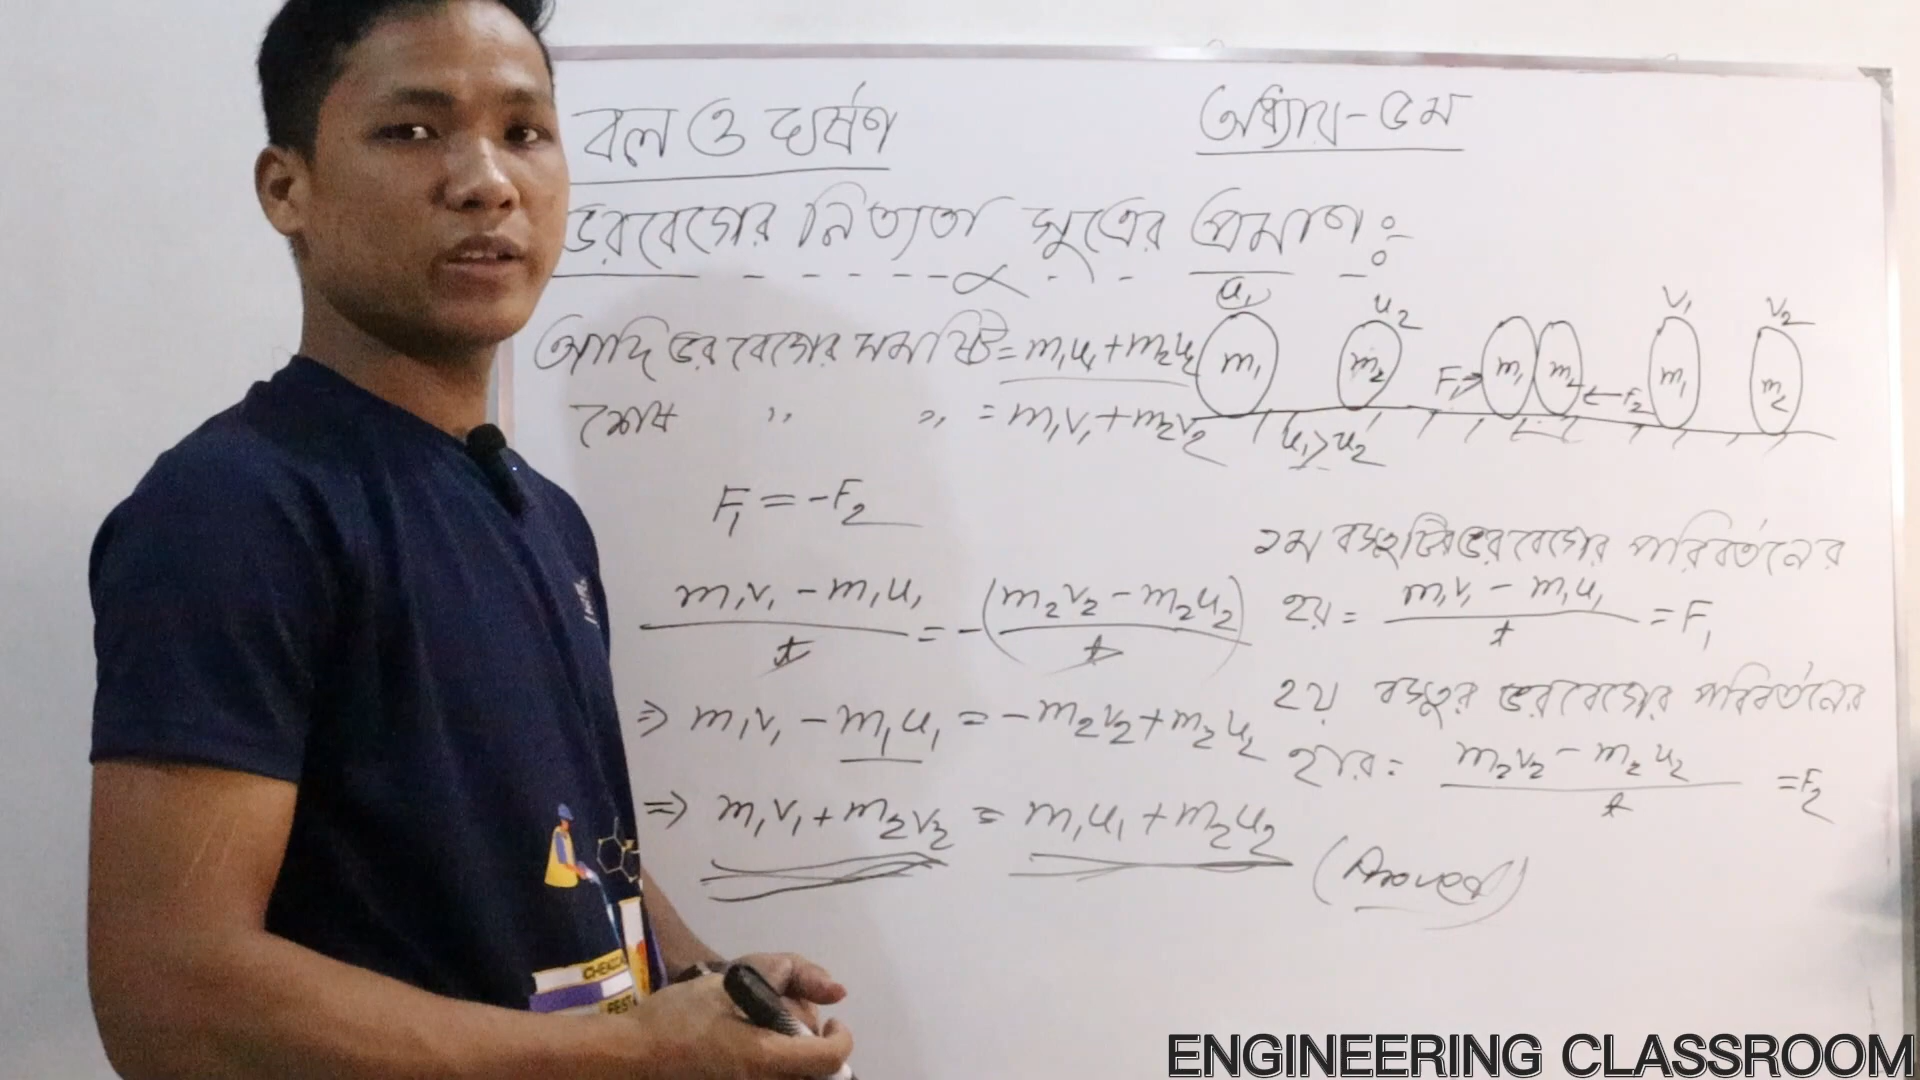 বল ও ঘর্ষণ
অধ্যায়-৫ম
ভরবেগের নিত্যতা সূত্রের প্রমাণঃ-
আদি ভরবেগের সমষ্টি = m₁u₁ + m₂u₂
শেষ ,, ,, = m₁v₁ + m₂v₂
u₁ u₂ v₁ v₂
m₁ m₂ F₁→ m₁ m₂ ←F₂ m₁ m₂
u₁>u₂
F₁ = -F₂
m₁v₁ - m₁u₁ / t = -(m₂v₂ - m₂u₂ / t)
⇒ m₁v₁ - m₁u₁ = -m₂v₂ + m₂u₂
⇒ m₁v₁ + m₂v₂ = m₁u₁ + m₂u₂ (Proved)
১ম বস্তুটির ভরবেগের পরিবর্তনের
= m₁v₁ - m₁u₁ / t = F₁
২য় বস্তুর ভরবেগের পরিবর্তনের
হার = m₂v₂ - m₂u₂ / t = F₂
ENGINEERING CLASSROOM